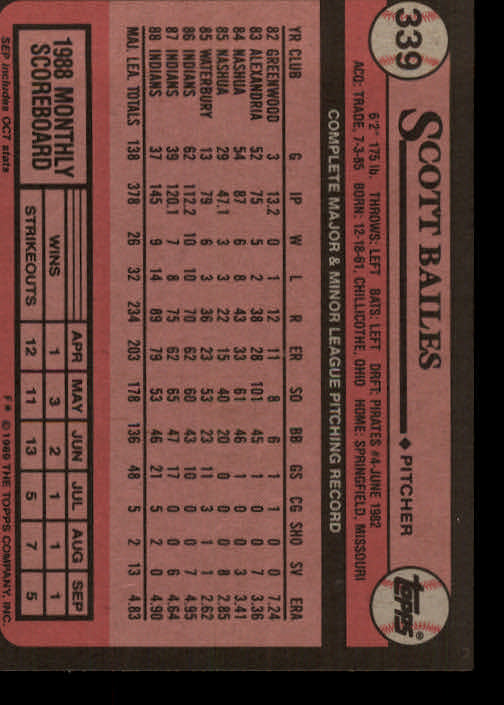 339
SCOTT BAILES ◆ PITCHER
TOPPS®
6'2" 175 lb. THROWS: LEFT BATS: LEFT DRFT: PIRATES #4-JUNE 1982
ACQ: TRADE, 7-3-85 BORN: 12-18-61, CHILLICOTHE, OHIO HOME: SPRINGFIELD, MISSOURI
COMPLETE MAJOR & MINOR LEAGUE PITCHING RECORD
YR CLUB G IP W L R ER SO BB GS CG SHO SV ERA
82 GREENWOOD 3 13.2 0 1 12 11 8 6 1 1 0 0 7.24
83 ALEXANDRIA 52 75 5 2 38 28 101 45 0 0 7 3.36
84 NASHUA 54 87 6 8 43 33 61 46 1 0 0 3 3.41
85 NASHUA 29 47.1 3 3 22 15 40 20 0 0 0 8 2.85
85 WATERBURY 13 79 6 3 36 23 53 23 11 3 1 1 2.62
86 INDIANS 62 112.2 10 10 70 62 60 43 10 0 0 7 4.95
87 INDIANS 39 120.1 7 8 75 62 65 47 17 0 0 6 4.64
88 INDIANS 37 145 9 14 89 79 53 46 21 5 2 0 4.90
MAJ. LEA. TOTALS 138 378 26 32 234 203 178 136 48 5 2 13 4.83
1988 MONTHLY SCOREBOARD
APR MAY JUN JUL AUG SEP
WINS 1 3 2 1 1 1
STRIKEOUTS 12 11 13 5 7 5
SEP includes OCT stats
F* © 1989 THE TOPPS COMPANY, INC.